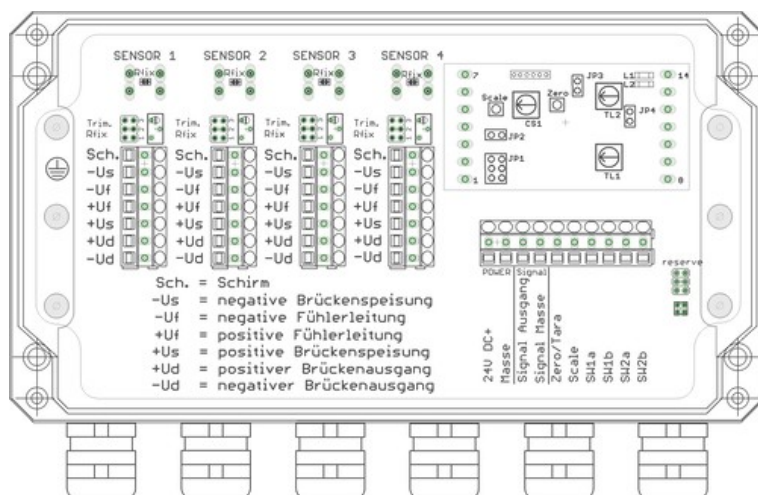 SENSOR 1 SENSOR 2 SENSOR 3 SENSOR 4
Rfix Rfix Rfix Rfix
7 JP3 L1 14
L2
Scale Zero
CS1 TL2 JP4
JP2
JP1
1 TL1 8
Trim. Trim. Trim. Trim.
Rfix Rfix Rfix Rfix
Sch. Sch. Sch. Sch.
-Us -Us -Us -Us
-Uf -Uf -Uf -Uf
+Uf +Uf +Uf +Uf
+Us +Us +Us +Us
+Ud +Ud +Ud +Ud
-Ud -Ud -Ud -Ud
Sch. = Schirm
-Us = negative Brückenspeisung
-Uf = negative Fühlerleitung
+Uf = positive Fühlerleitung
+Us = positive Brückenspeisung
+Ud = positiver Brückenausgang
-Ud = negativer Brückenausgang
POWER Signal
24V DC+
Masse
Signal Ausgang
Signal Masse
Zero/Tara
Scale
SW1a
SW1b
SW2a
SW2b
reserve